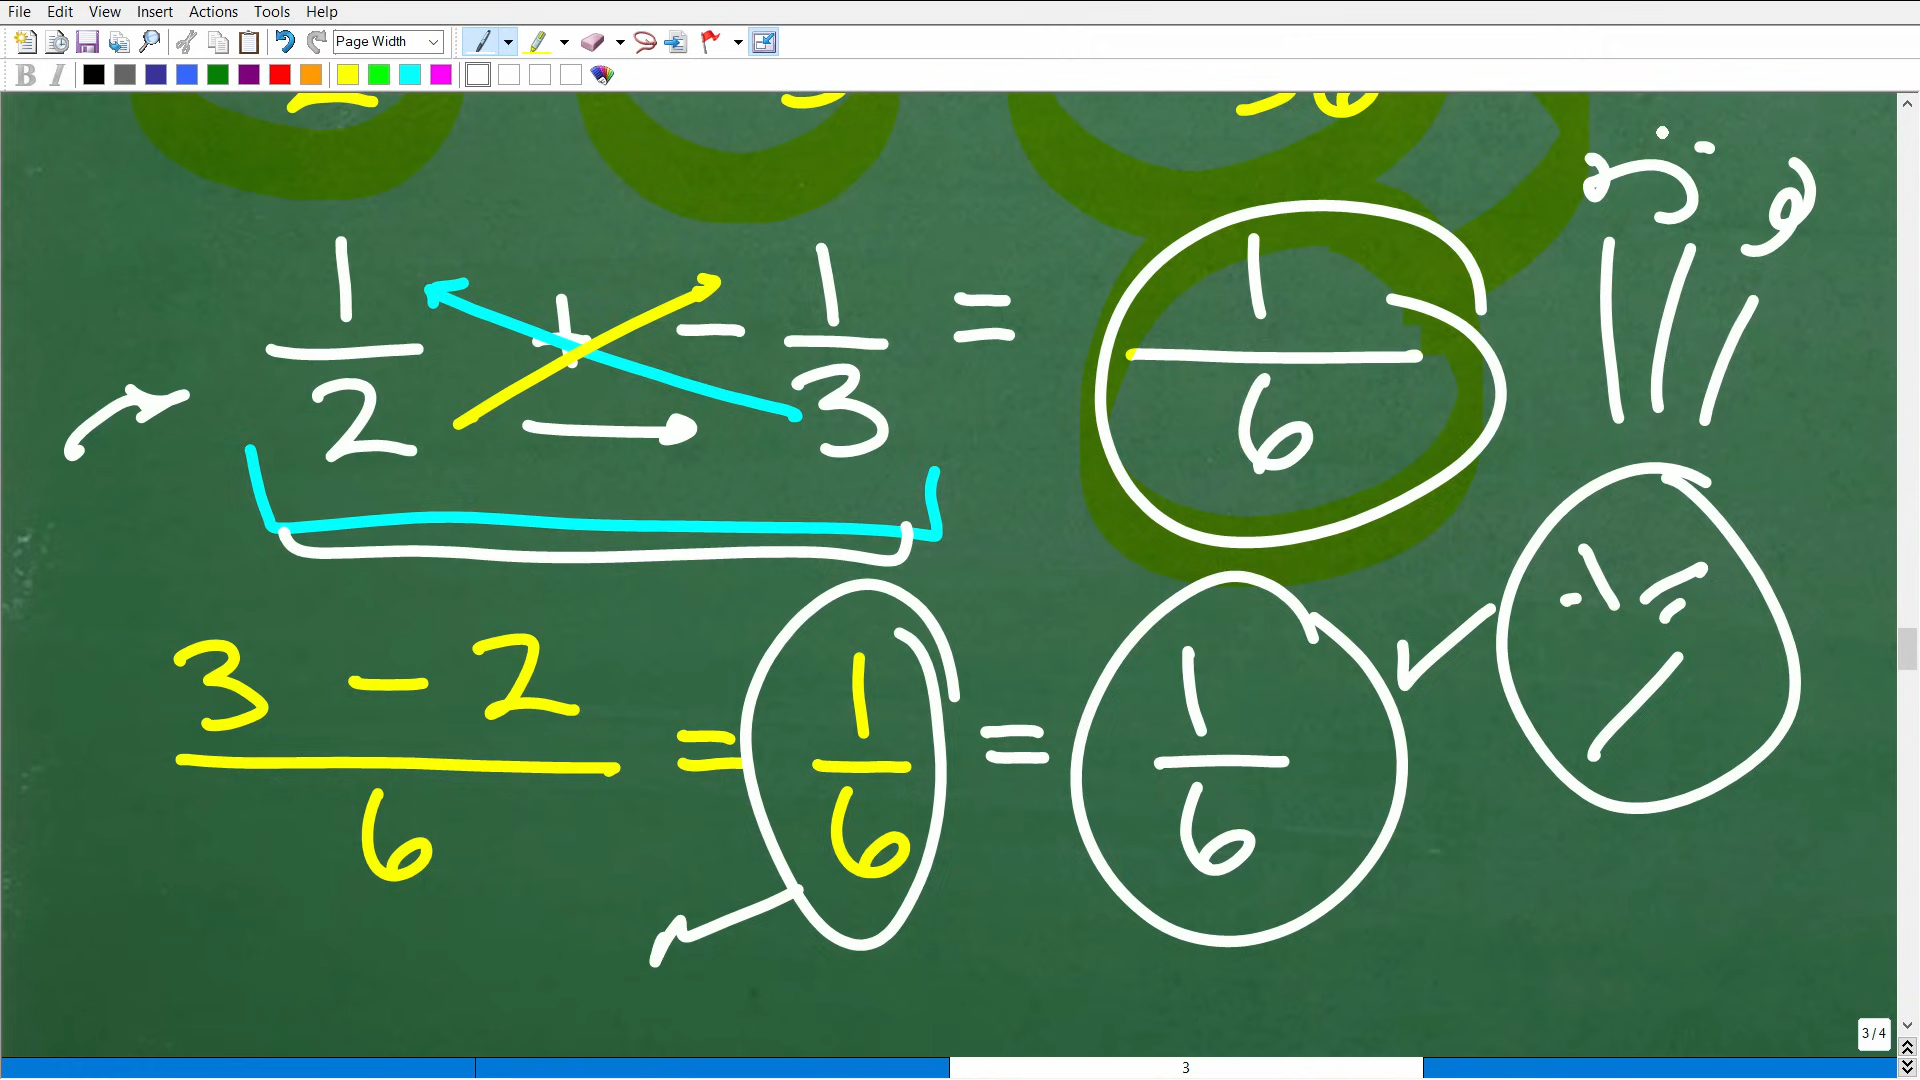 File Edit View Insert Actions Tools Help
Page Width
B I
1/2 + - 1/3 = 1/6
3 - 2 / 6 = 1/6 = 1/6
3 / 4
3